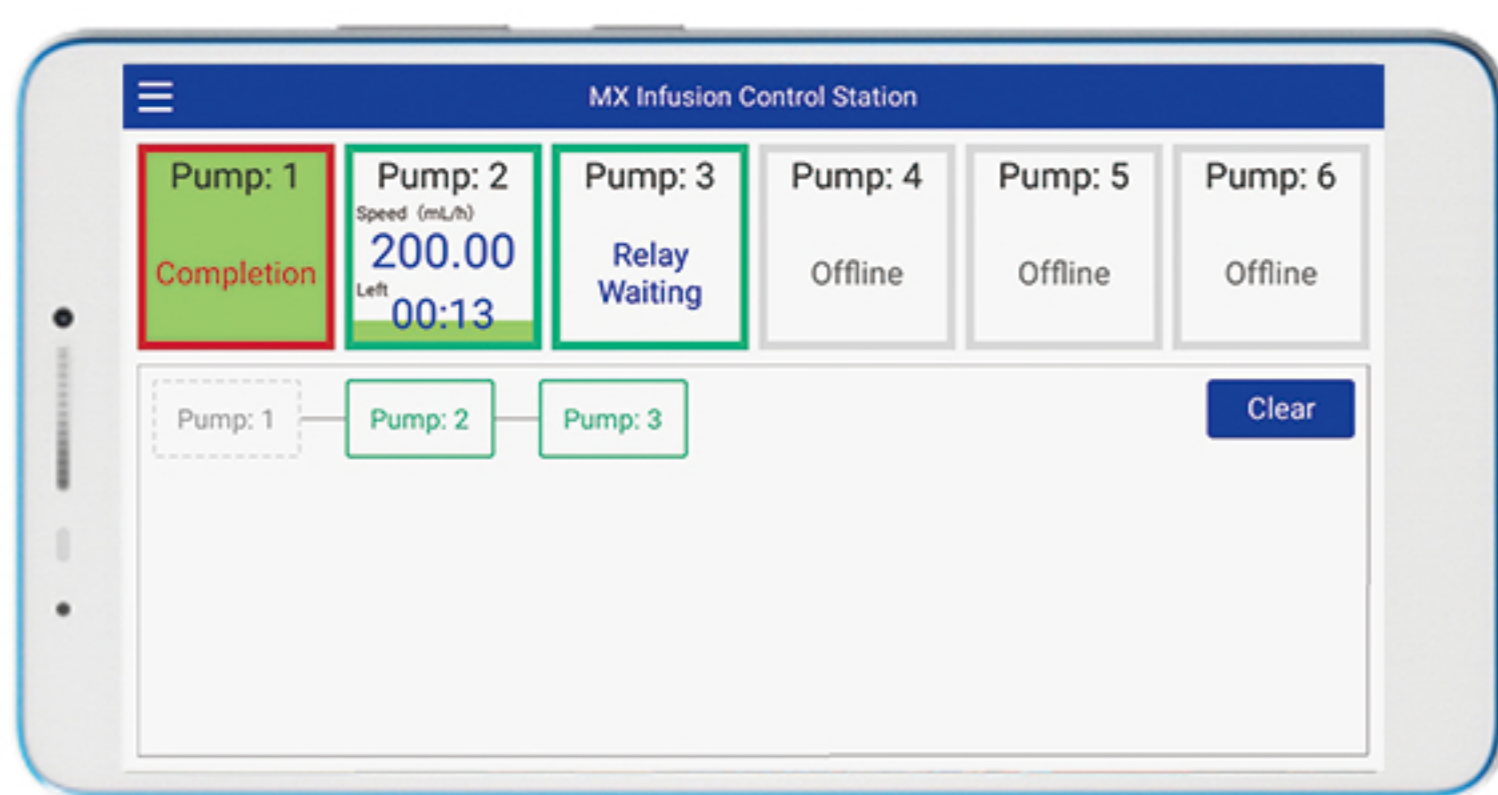 MX Infusion Control Station
Pump: 1
Completion
Pump: 2
Speed (mL/h)
200.00
Left
00:13
Pump: 3
Relay
Waiting
Pump: 4
Offline
Pump: 5
Offline
Pump: 6
Offline
Pump: 1
Pump: 2
Pump: 3
Clear